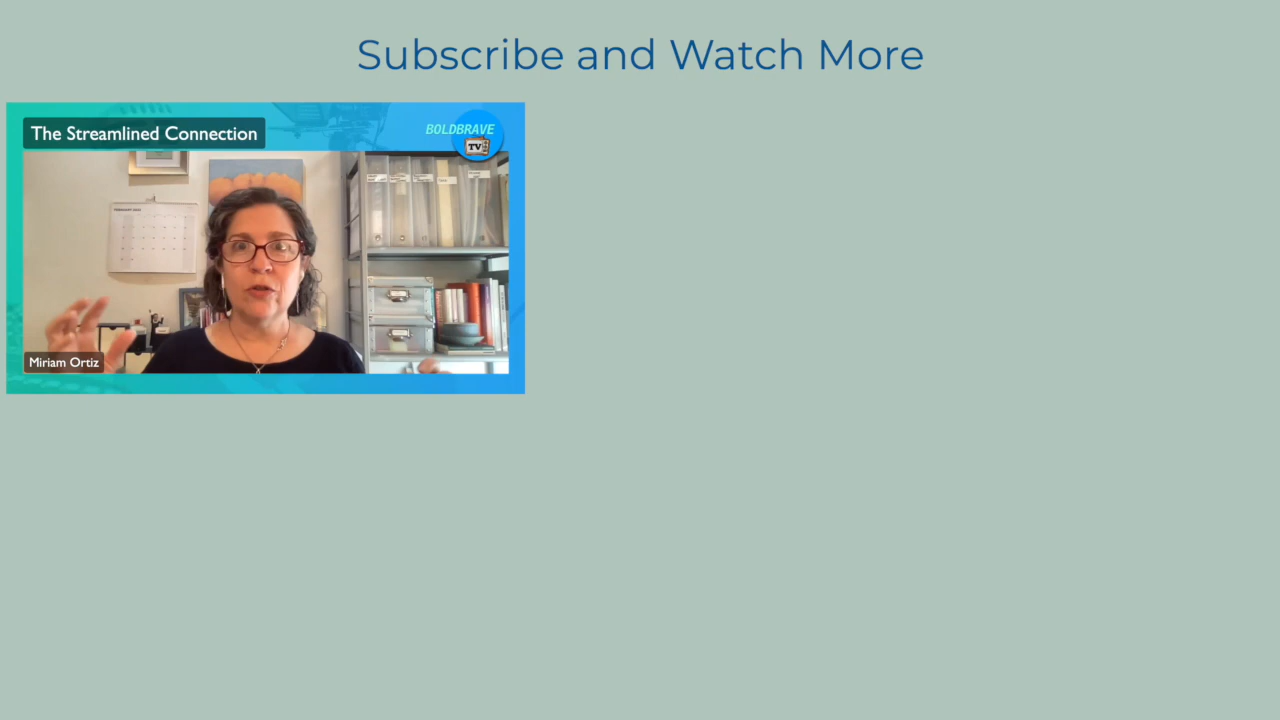 Subscribe and Watch More
The Streamlined Connection
BOLDBRAVE
TV
Miriam Ortiz